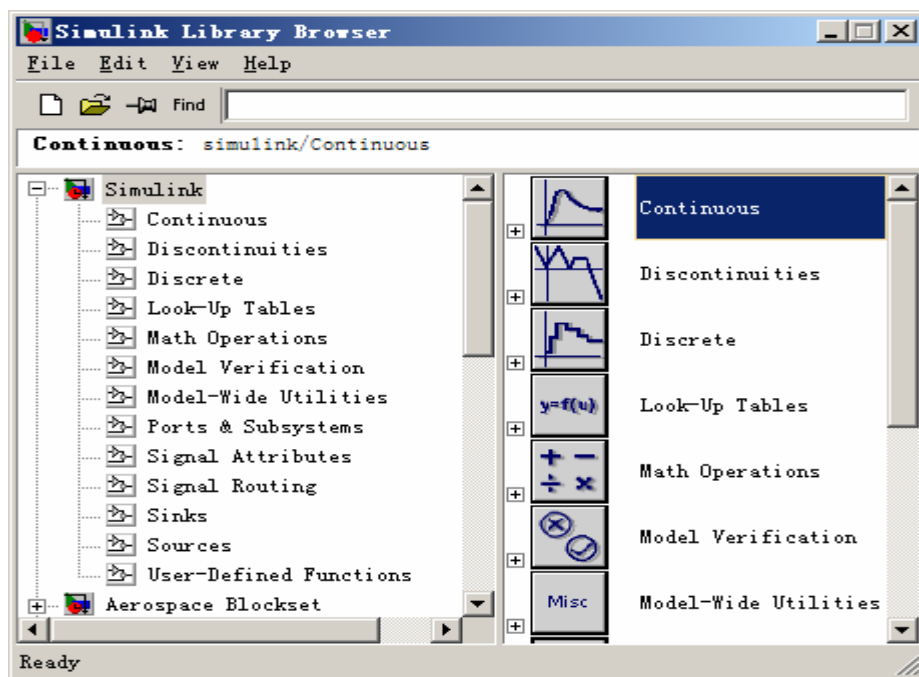 Simulink Library Browser
File Edit View Help
Find
Continuous: simulink/Continuous
Simulink
Continuous
Discontinuities
Discrete
Look-Up Tables
Math Operations
Model Verification
Model-Wide Utilities
Ports & Subsystems
Signal Attributes
Signal Routing
Sinks
Sources
User-Defined Functions
Aerospace Blockset
Continuous
Discontinuities
Discrete
y=f(u) Look-Up Tables
+ - ÷ × Math Operations
Model Verification
Misc Model-Wide Utilities
Ready